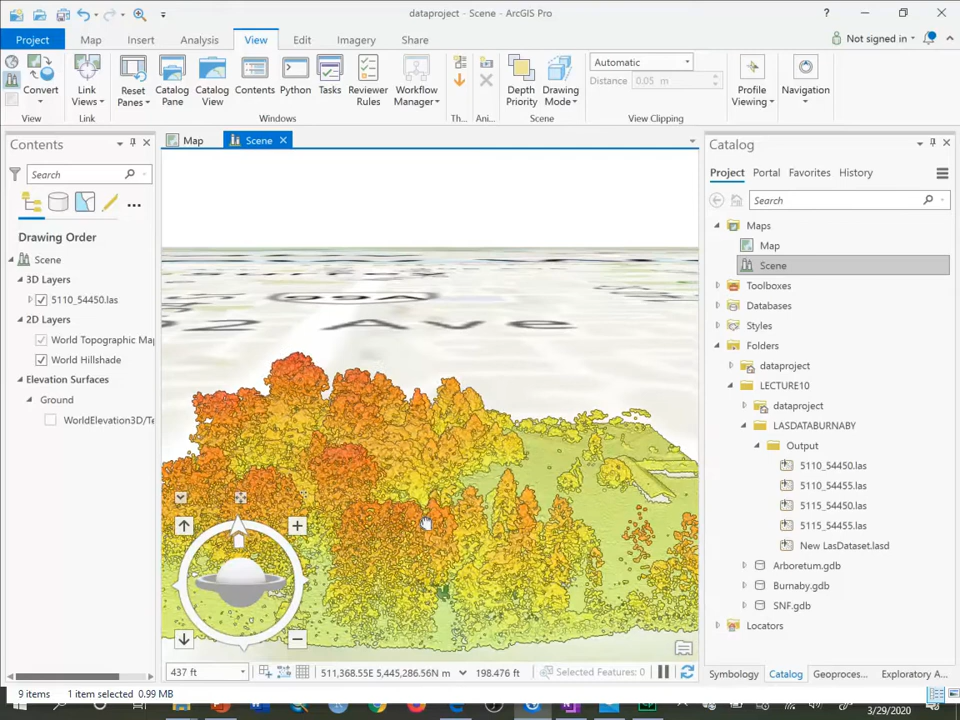 dataproject - Scene - ArcGIS Pro
?
Project Map Insert Analysis View Edit Imagery Share
Not signed in
Convert
Link Views
Reset Panes
Catalog Pane
Catalog View
Contents
Python
Tasks
Reviewer Rules
Workflow Manager
Depth Priority
Drawing Mode
Automatic
Distance 0.05 m
Profile Viewing
Navigation
View Link Windows Th... Ani... Scene View Clipping
Contents
Search
Drawing Order
Scene
3D Layers
5110_54450.las
2D Layers
World Topographic Map
World Hillshade
Elevation Surfaces
Ground
WorldElevation3D/Te
Map Scene
2 Ave
Catalog
Project Portal Favorites History
Search
Maps
Map
Scene
Toolboxes
Databases
Styles
Folders
dataproject
LECTURE10
dataproject
LASDATABURNABY
Output
5110_54450.las
5110_54455.las
5115_54450.las
5115_54455.las
New LasDataset.lasd
Arboretum.gdb
Burnaby.gdb
SNF.gdb
Locators
437 ft
511,368.55E 5,445,286.56N m
198.476 ft
Selected Features: 0
Symbology Catalog Geoproces... Exploratory A
9 items 1 item selected 0.99 MB
3/29/2020